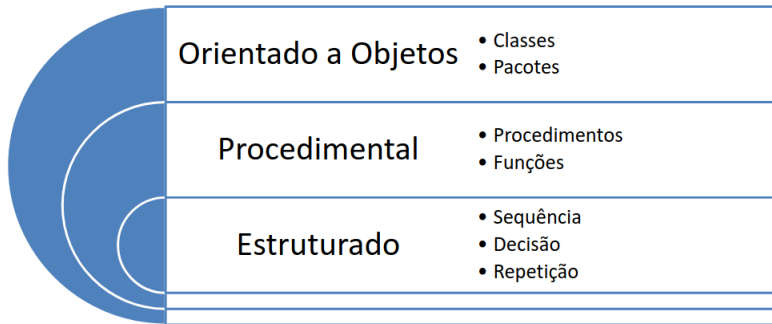 Orientado a Objetos
• Classes
• Pacotes
Procedimental
• Procedimentos
• Funções
Estruturado
• Sequência
• Decisão
• Repetição